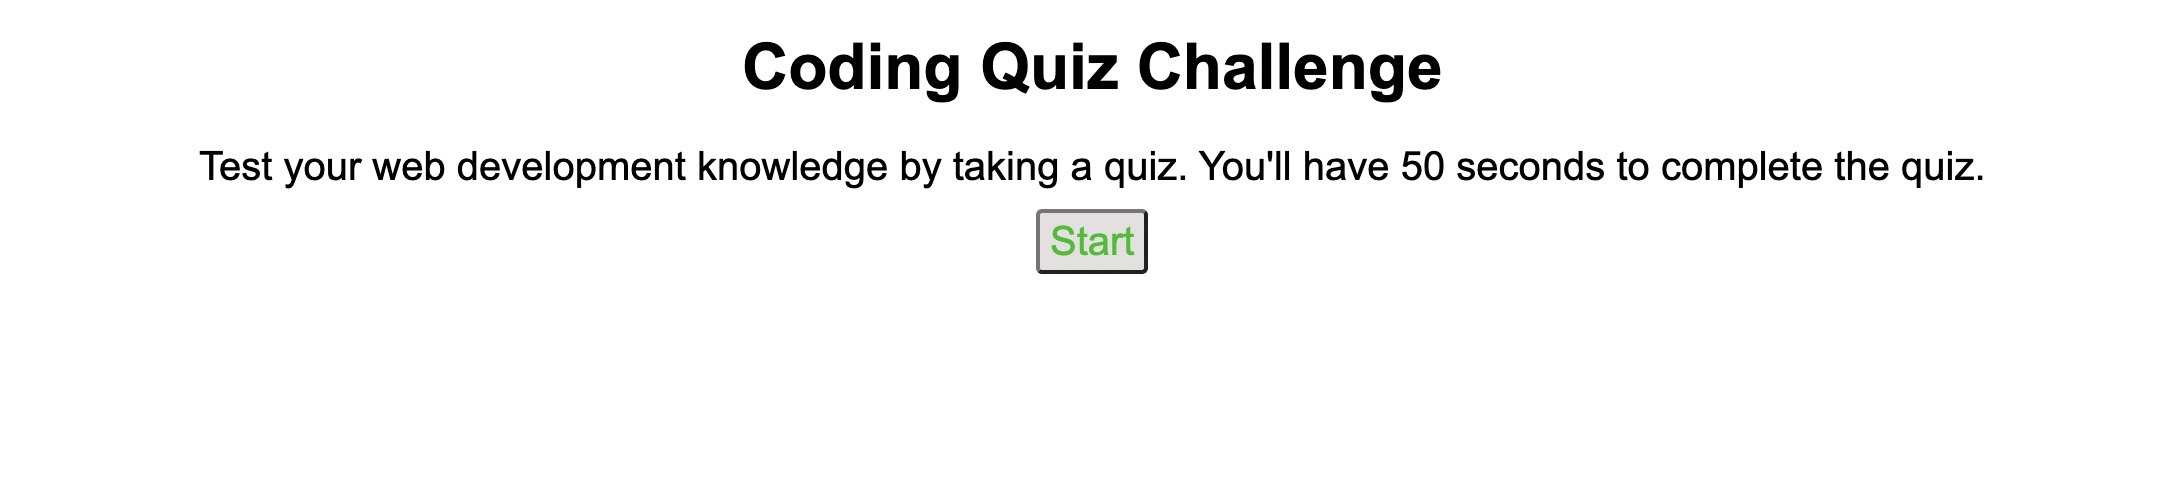 Coding Quiz Challenge
Test your web development knowledge by taking a quiz. You'll have 50 seconds to complete the quiz.
Start